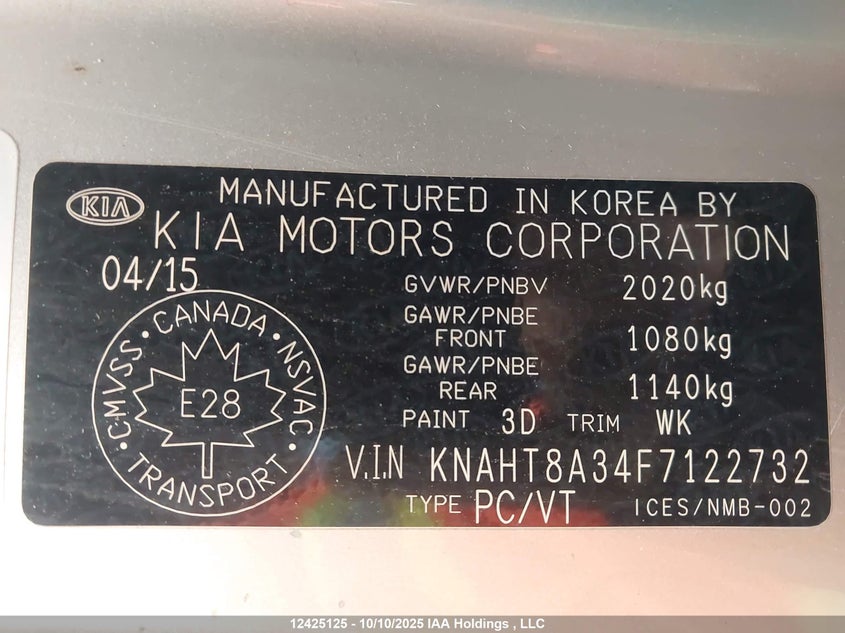 KIA
MANUFACTURED IN KOREA BY
KIA MOTORS CORPORATION
04/15
GVWR/PNBV 2020kg
GAWR/PNBE FRONT 1080kg
GAWR/PNBE REAR 1140kg
PAINT 3D TRIM WK
CMVSS • CANADA • NSVAC • TRANSPORT •
E28
V.I.N KNAHT8A34F7122732
TYPE PC/VT ICES/NMB-002
12425125 - 10/10/2025 IAA Holdings , LLC